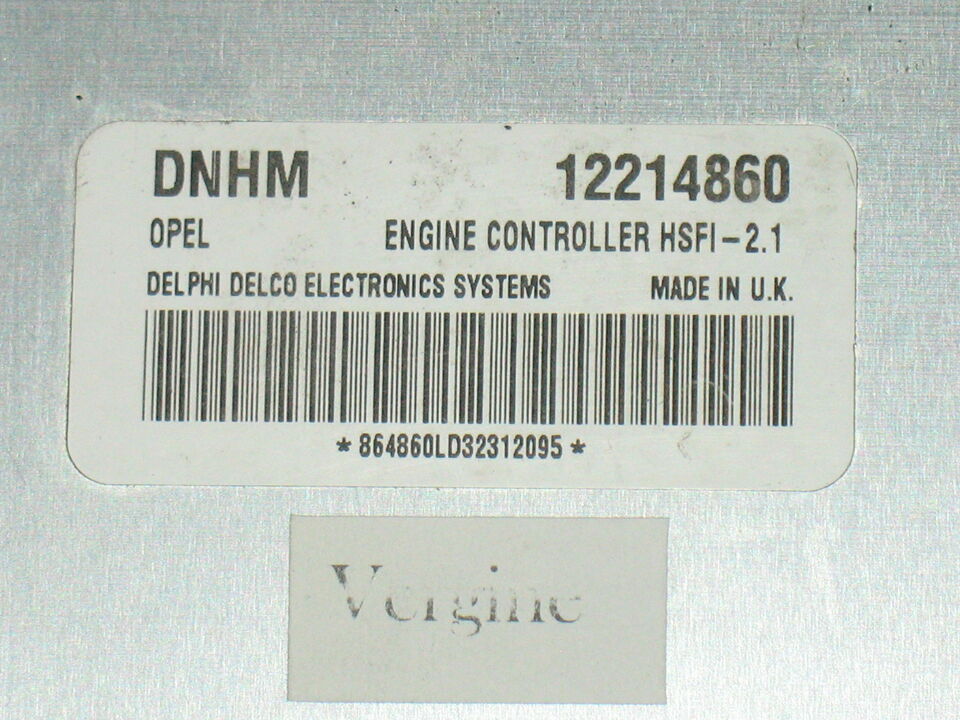 DNHM 12214860
OPEL ENGINE CONTROLLER HSFI-2.1
DELPHI DELCO ELECTRONICS SYSTEMS MADE IN U.K.
*864860LD32312095*
Vergine